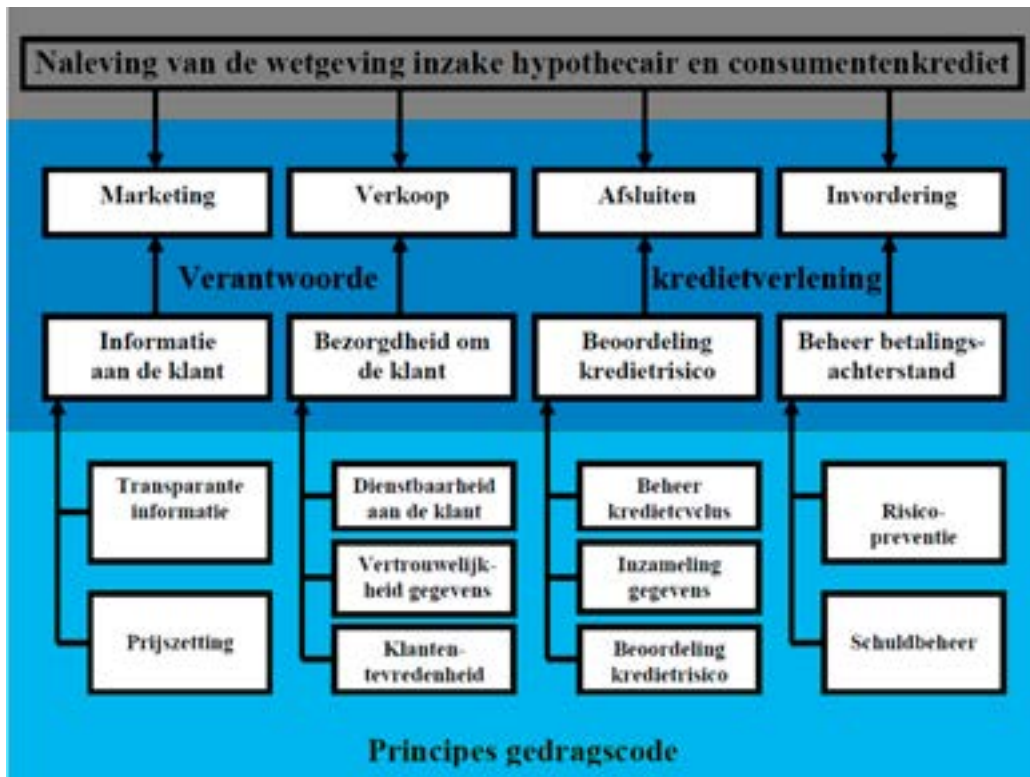 Naleving van de wetgeving inzake hypothecair en consumentenkrediet
Marketing
Verkoop
Afsluiten
Invordering
Verantwoorde kredietverlening
Informatie
aan de klant
Bezorgdheid om
de klant
Beoordeling
kredietrisico
Beheer betalings-
achterstand
Transparante
informatie
Prijszetting
Dienstbaarheid
aan de klant
Vertrouwelijk-
heid gegevens
Klanten-
tevredenheid
Beheer
kredietcyclus
Inzameling
gegevens
Beoordeling
kredietrisico
Risico-
preventie
Schuldbeheer
Principes gedragscode